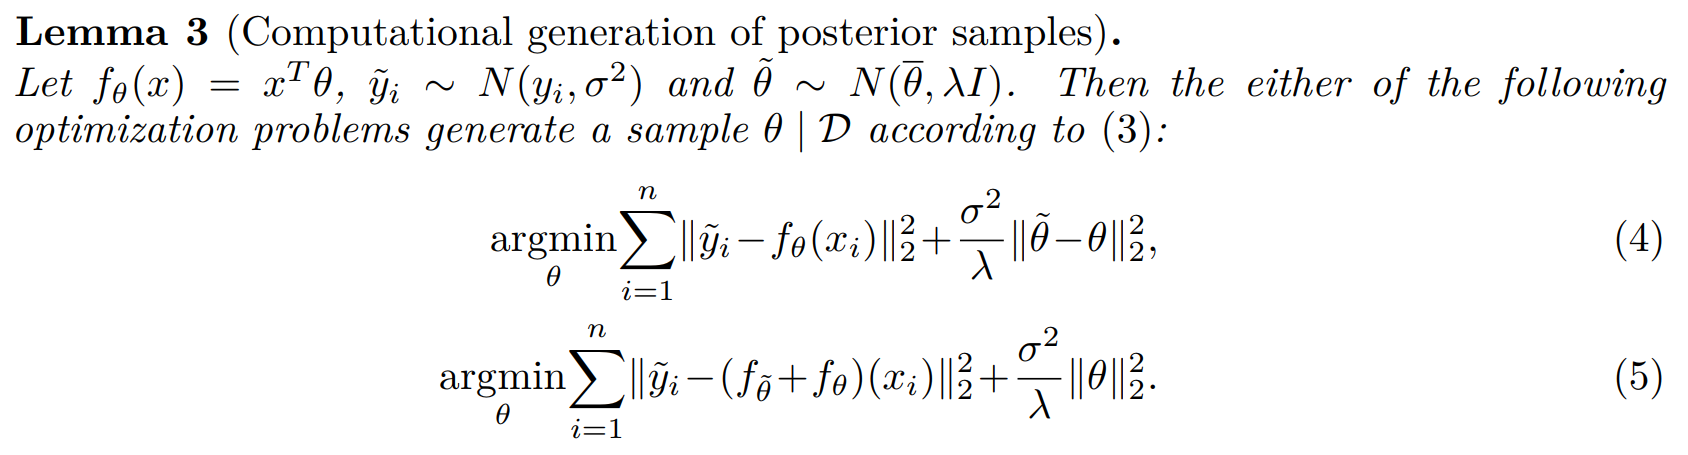 Lemma 3 (Computational generation of posterior samples).
Let $f_\theta(x) = x^T\theta$, $\tilde{y}_i \sim N(y_i, \sigma^2)$ and $\tilde{\theta} \sim N(\overline{\theta}, \lambda I)$. Then the either of the following
optimization problems generate a sample $\theta \mid \mathcal{D}$ according to (3):
$\underset{\theta}{\operatorname{argmin}} \sum_{i=1}^{n} \|\tilde{y}_i - f_\theta(x_i)\|_2^2 + \frac{\sigma^2}{\lambda} \|\tilde{\theta} - \theta\|_2^2,$ (4)
$\underset{\theta}{\operatorname{argmin}} \sum_{i=1}^{n} \|\tilde{y}_i - (f_{\tilde{\theta}} + f_\theta)(x_i)\|_2^2 + \frac{\sigma^2}{\lambda} \|\theta\|_2^2.$ (5)